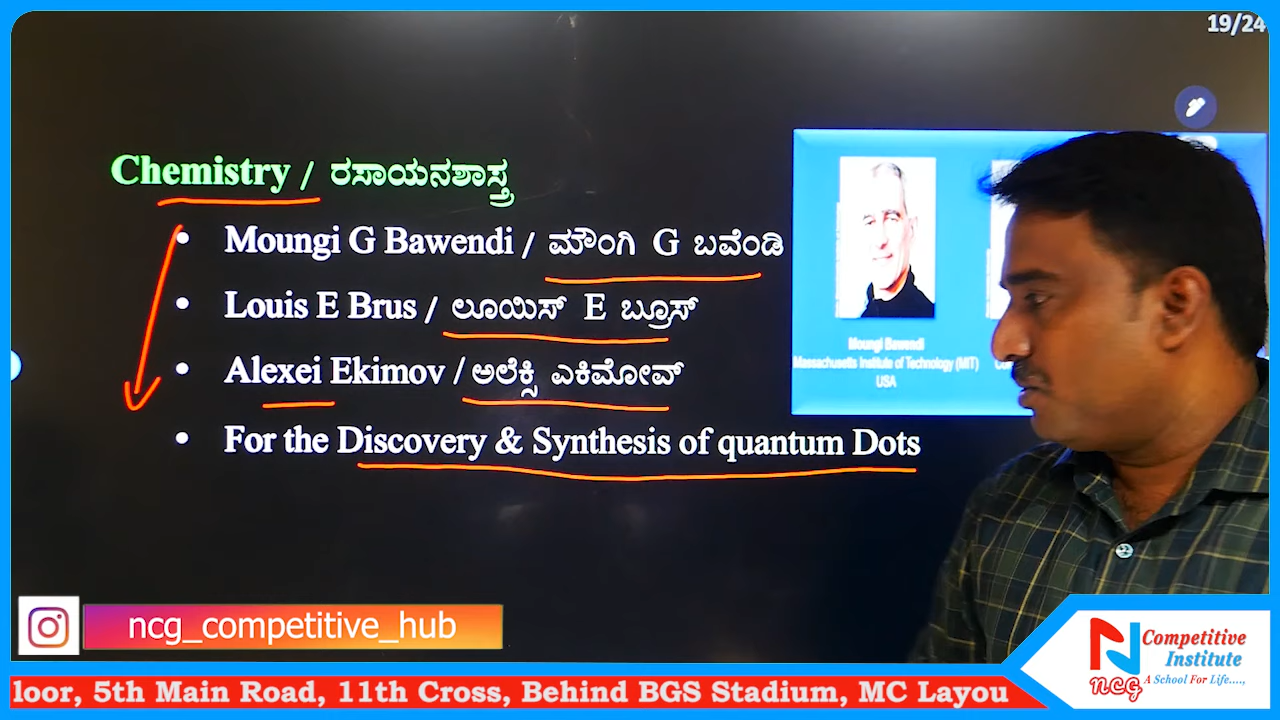 19/24
Chemistry / ರಸಾಯನಶಾಸ್ತ್ರ
• Moungi G Bawendi / ಮೌಂಗಿ G ಬವೆಂಡಿ
• Louis E Brus / ಲೂಯಿಸ್ E ಬ್ರೂಸ್
• Alexei Ekimov / ಅಲೆಕ್ಸಿ ಎಕಿಮೋವ್
• For the Discovery & Synthesis of quantum Dots
Moungi Bawendi
Massachusetts Institute of Technology (MIT)
USA
ncg_competitive_hub
N Competitive
Institute
ncg A School For Life....,
loor, 5th Main Road, 11th Cross, Behind BGS Stadium, MC Layou